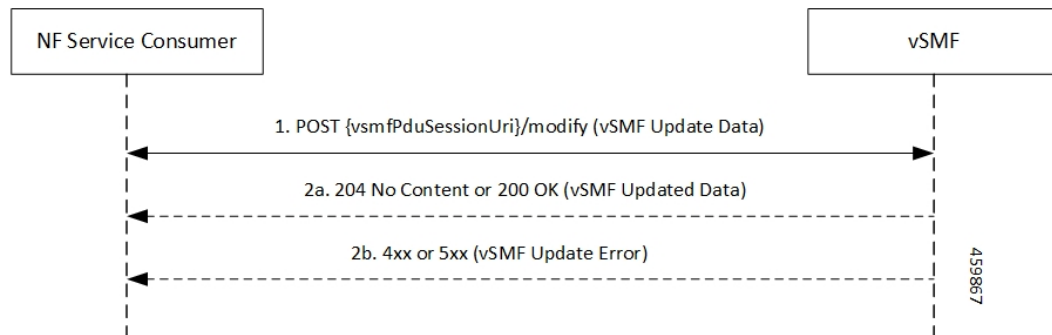 NF Service Consumer
vSMF
1. POST {vsmfPduSessionUri}/modify (vSMF Update Data)
2a. 204 No Content or 200 OK (vSMF Updated Data)
2b. 4xx or 5xx (vSMF Update Error)
459867